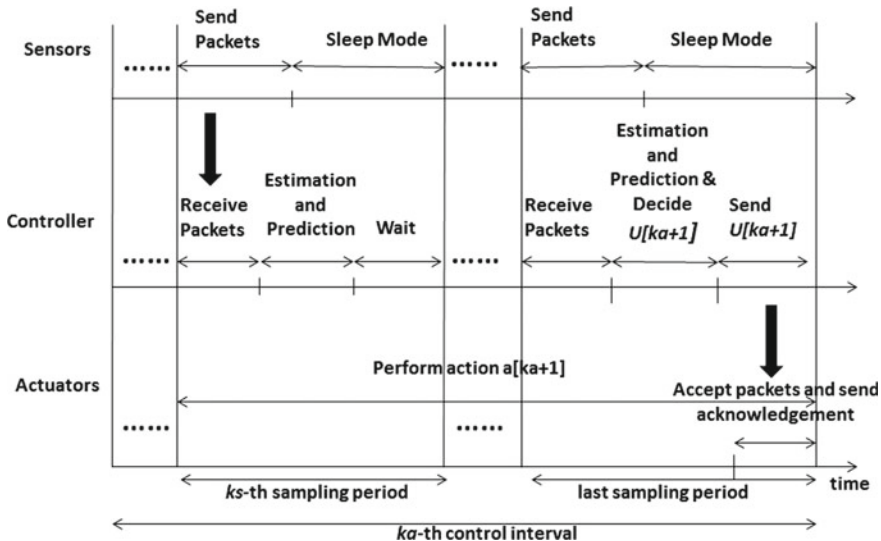 Send
Packets
Sleep Mode
Send
Packets
Sleep Mode
Sensors
......
......
Estimation
and
Prediction &
Decide
U[ka+1]
Estimation
and
Prediction
Receive
Packets
Wait
Receive
Packets
Send
U[ka+1]
Controller
......
......
Perform action a[ka+1]
Actuators
Accept packets and send
acknowledgement
......
......
time
ks-th sampling period
last sampling period
ka-th control interval